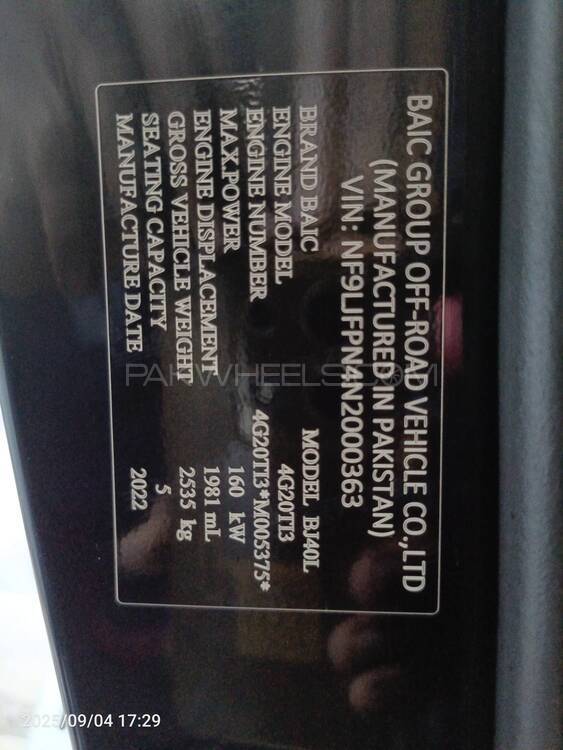 BAIC GROUP OFF-ROAD VEHICLE CO.,LTD
(MANUFACTURE IN PAKISTAN)
VIN: NF9LJFPN4N2000363
BRAND BAIC MODEL BJ40L
ENGINE MODEL 4G20TI3
ENGINE NUMBER 4G20TI3*M005375*
MAX.POWER 160 kW
ENGINE DISPLACEMENT 1981 mL
GROSS VEHICLE WEIGHT 2535 kg
SEATING CAPACITY 5
MANUFACTURE DATE 2022
PAKWHEELS.COM
2025/09/04 17:29